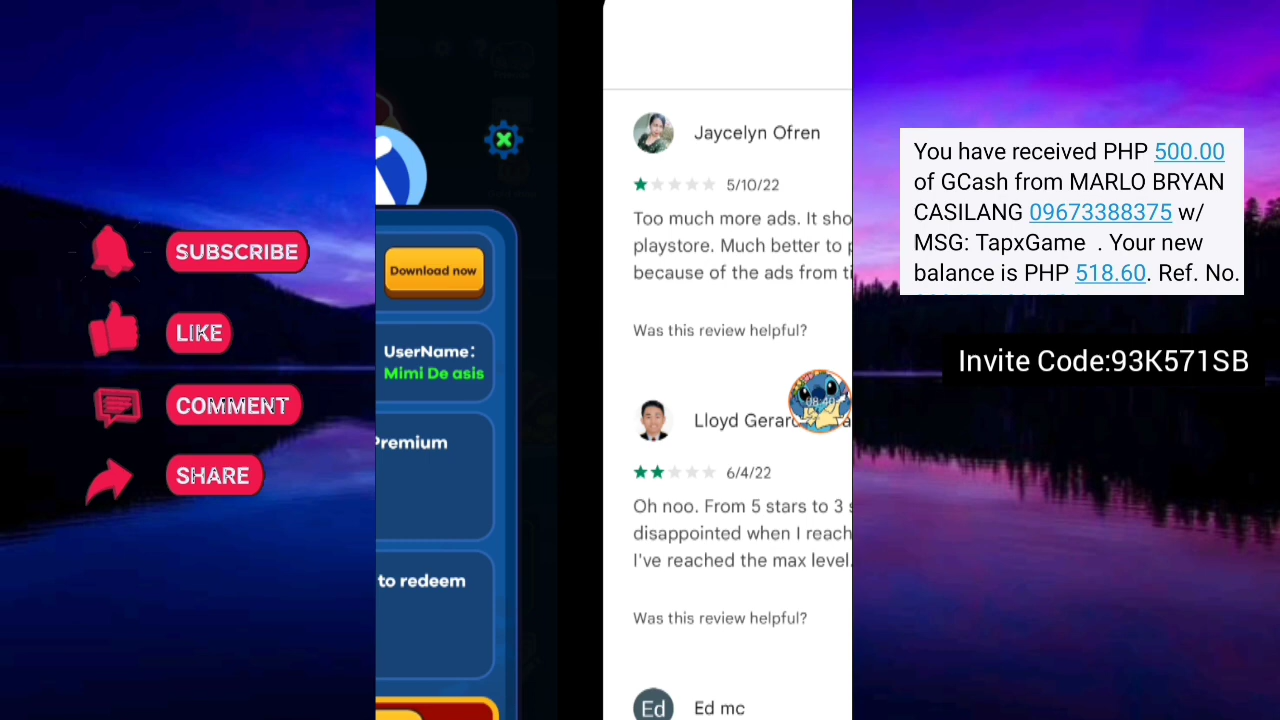 SUBSCRIBE
LIKE
COMMENT
SHARE
Download now
UserName:
Mimi De asis
Premium
to redeem
Jaycelyn Ofren
5/10/22
Too much more ads. It sho
playstore. Much better to p
because of the ads from ti
Was this review helpful?
08:40
Lloyd Gerar
6/4/22
Oh noo. From 5 stars to 3 s
disappointed when I reach
I've reached the max level.
Was this review helpful?
Ed
Ed mc
You have received PHP 500.00
of GCash from MARLO BRYAN
CASILANG 09673388375 w/
MSG: TapxGame . Your new
balance is PHP 518.60. Ref. No.
Invite Code:93K571SB